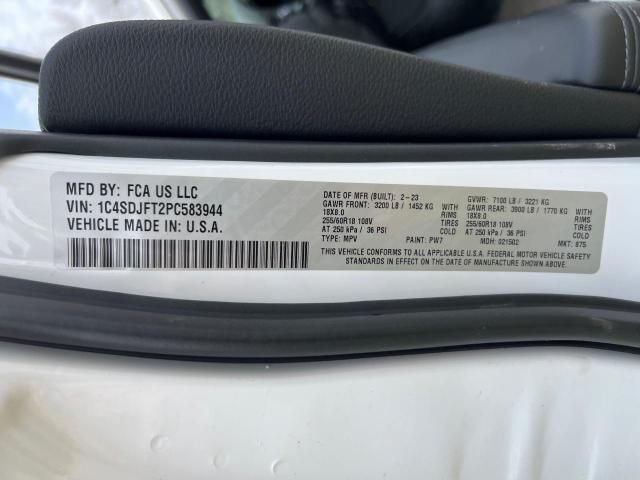 MFD BY: FCA US LLC
VIN: 1C4SDJFT2PC583944
VEHICLE MADE IN: U.S.A.
DATE OF MFR (BUILT): 2-23 GVWR: 7100 LB / 3221 KG
GAWR FRONT: 3200 LB / 1452 KG WITH GAWR REAR: 3900 LB / 1770 KG WITH
18X8.0 RIMS 18X8.0 RIMS
255/60R18 108V TIRES 255/60R18 108V TIRES
AT 250 kPa / 36 PSI AT 250 kPa / 36 PSI
TYPE: MPV PAINT: PW7 MDH: 021502 MKT: 875
THIS VEHICLE CONFORMS TO ALL APPLICABLE U.S.A. FEDERAL MOTOR VEHICLE SAFETY
STANDARDS IN EFFECT ON THE DATE OF MANUFACTURE SHOWN ABOVE.